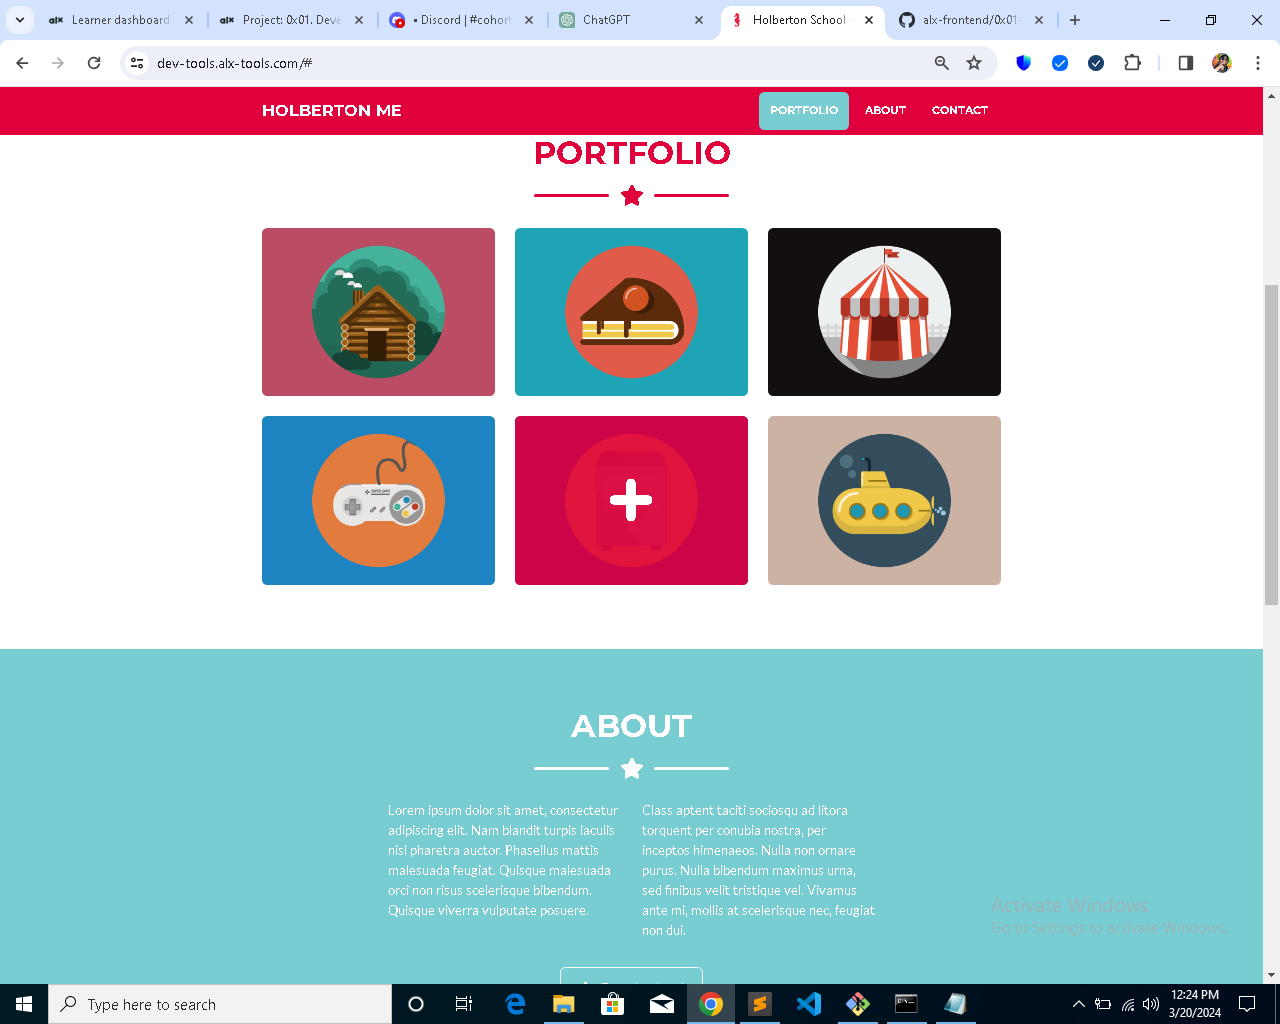 Learner dashboard
Project: 0x01. Deve
• Discord | #cohort
ChatGPT
Holberton School
alx-frontend/0x01-
dev-tools.alx-tools.com/#
HOLBERTON ME
PORTFOLIO
ABOUT
CONTACT
PORTFOLIO
SUPER GAME
ABOUT
Lorem ipsum dolor sit amet, consectetur
adipiscing elit. Nam blandit turpis iaculis
nisl pharetra auctor. Phasellus mattis
malesuada feugiat. Quisque malesuada
orci non risus scelerisque bibendum.
Quisque viverra vulputate posuere.
Class aptent taciti sociosqu ad litora
torquent per conubia nostra, per
inceptos himenaeos. Nulla non ornare
purus. Nulla bibendum maximus urna,
sed finibus velit tristique vel. Vivamus
ante mi, mollis at scelerisque nec, feugiat
non dui.
Activate Windows
Go to Settings to activate Windows.
Type here to search
12:24 PM
3/20/2024